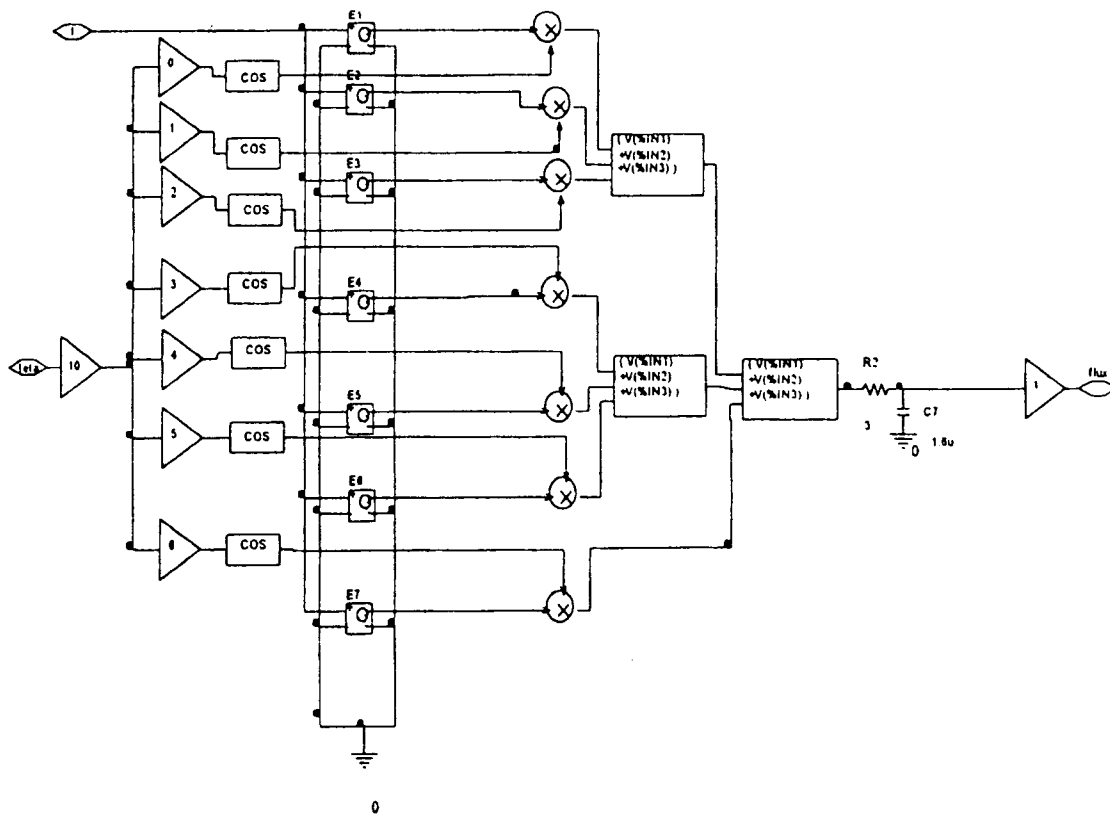 E1
0
COS
E2
1
COS
( V(%IN1)
+V(%IN2)
+V(%IN3) )
E3
2
COS
3
COS
E4
10
4
COS
( V(%IN1)
+V(%IN2)
+V(%IN3) )
( V(%IN1)
+V(%IN2)
+V(%IN3) )
R2
3
C7
1.6u
0
1
flux
E5
5
COS
E6
6
COS
E7
0